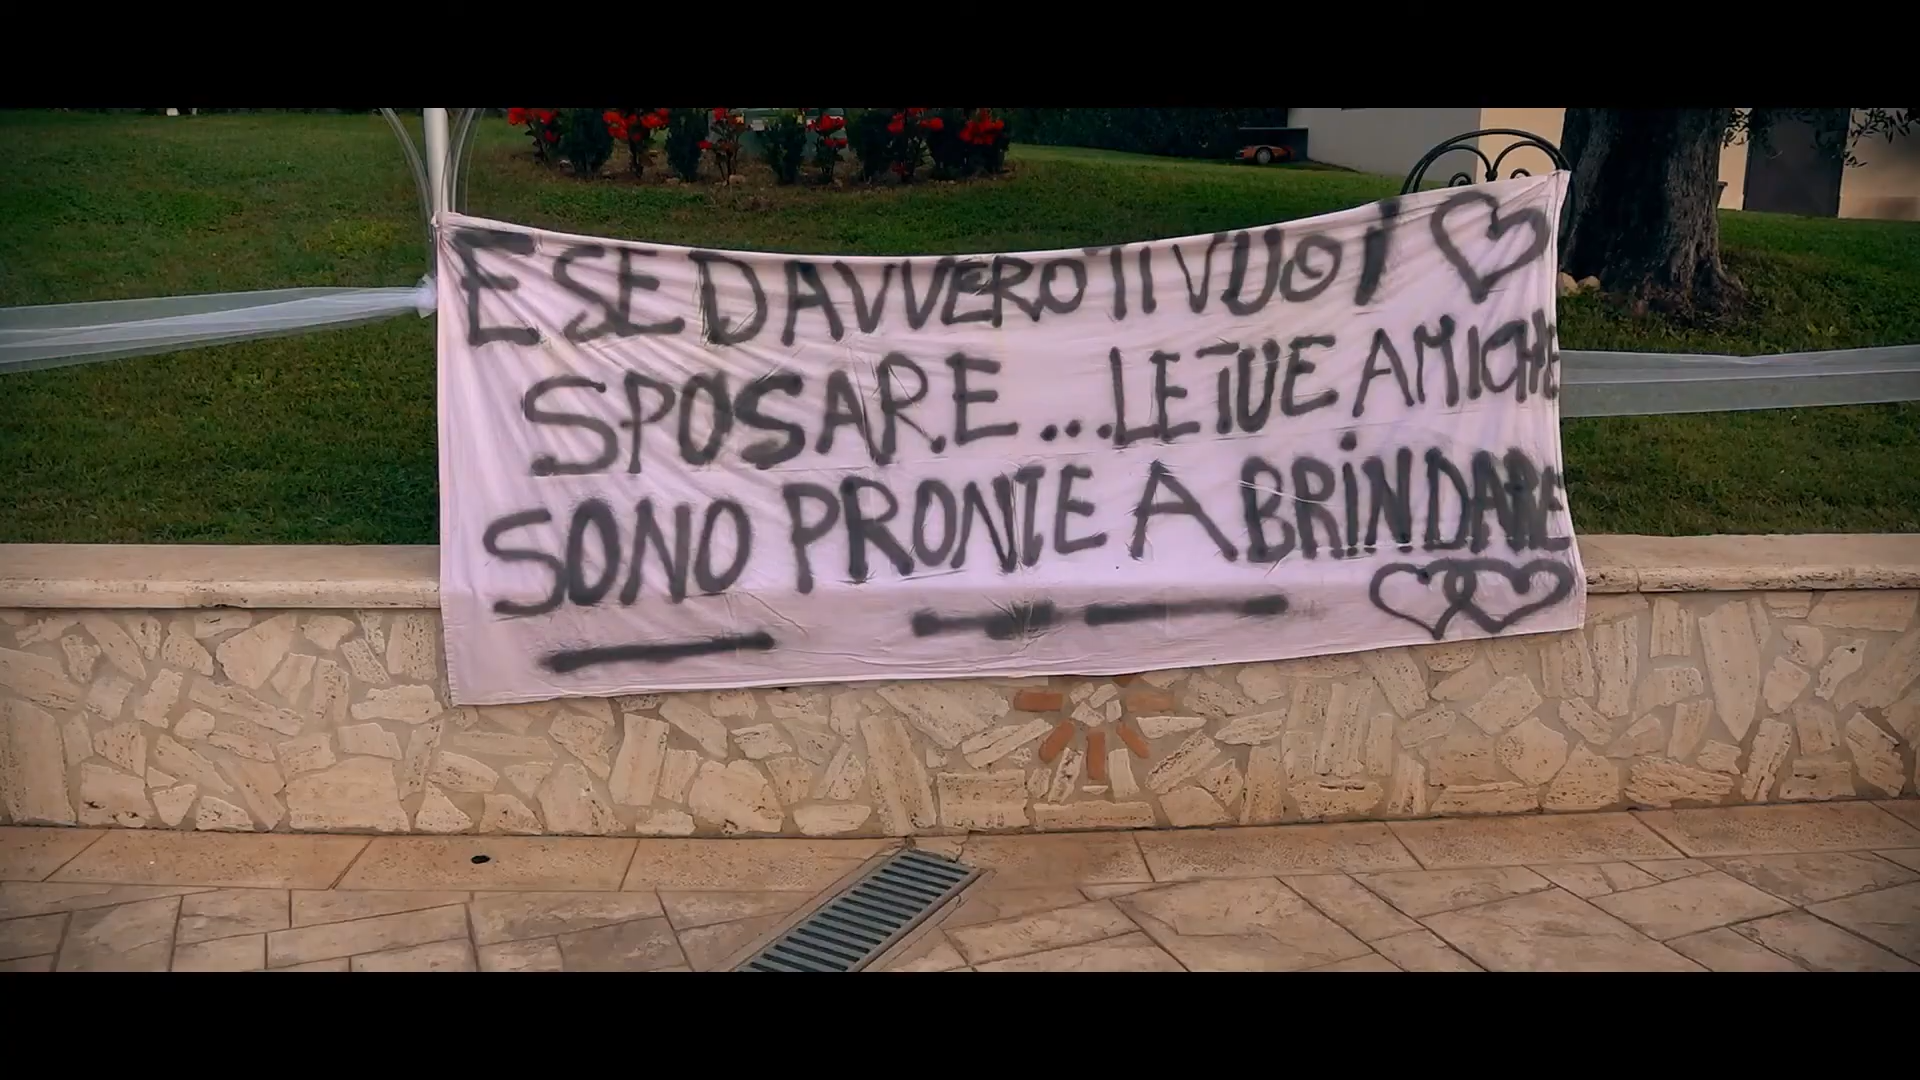 E SE DAVVERO TI VUOI
SPOSARE...LE TUE AMICHE
SONO PRONTE A BRiNDARE